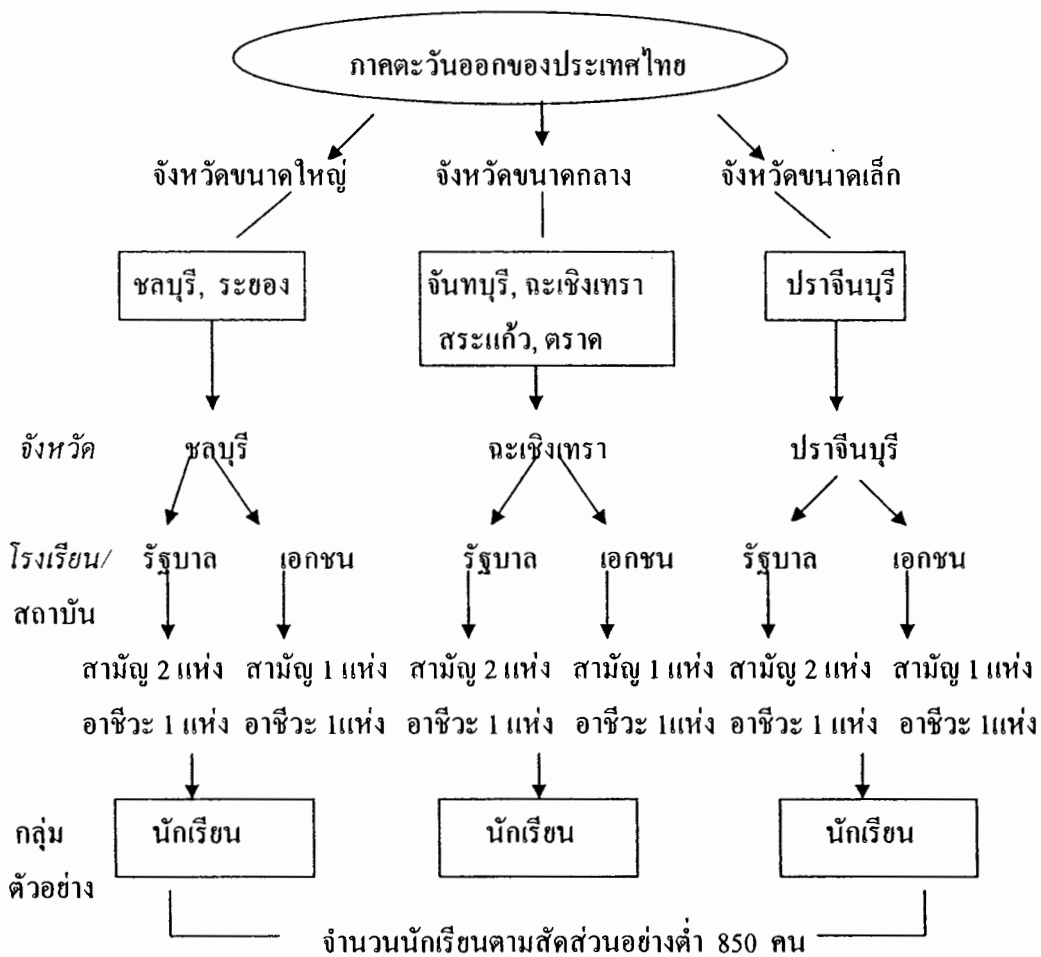 ภาคตะวันออกของประเทศไทย
จังหวัดขนาดใหญ่ จังหวัดขนาดกลาง จังหวัดขนาดเล็ก
ชลบุรี, ระยอง จันทบุรี, ฉะเชิงเทรา ปราจีนบุรี
สระแก้ว, ตราด
จังหวัด ชลบุรี ฉะเชิงเทรา ปราจีนบุรี
โรงเรียน/ รัฐบาล เอกชน รัฐบาล เอกชน รัฐบาล เอกชน
สถาบัน
สามัญ 2 แห่ง สามัญ 1 แห่ง สามัญ 2 แห่ง สามัญ 1 แห่ง สามัญ 2 แห่ง สามัญ 1 แห่ง
อาชีวะ 1 แห่ง อาชีวะ 1แห่ง อาชีวะ 1 แห่ง อาชีวะ 1แห่ง อาชีวะ 1 แห่ง อาชีวะ 1แห่ง
กลุ่ม นักเรียน นักเรียน นักเรียน
ตัวอย่าง
จำนวนนักเรียนตามสัดส่วนอย่างต่ำ 850 คน